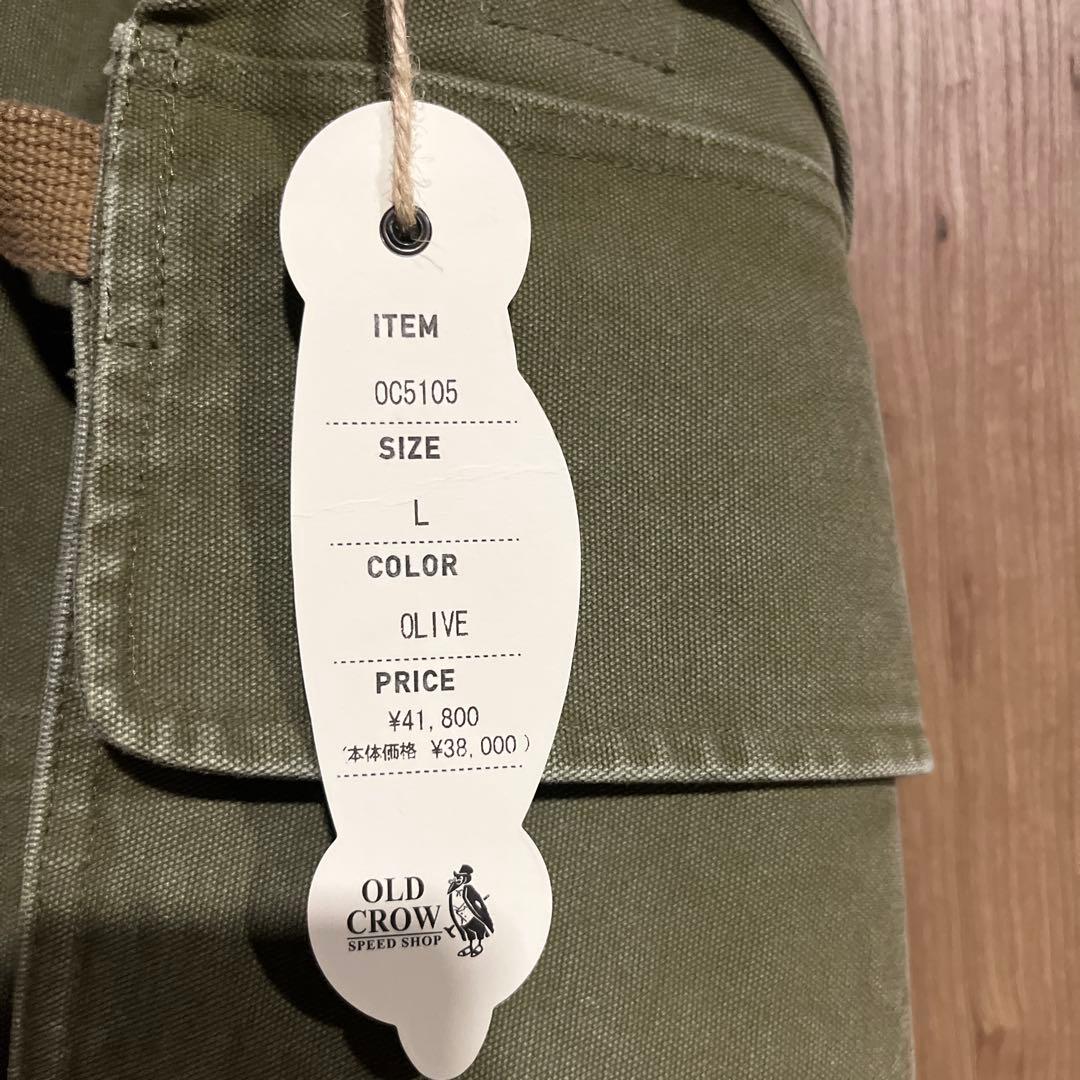 ITEM
OC5105
SIZE
L
COLOR
OLIVE
PRICE
¥41,800
(本体価格 ¥38,000)
OLD
CROW
SPEED SHOP